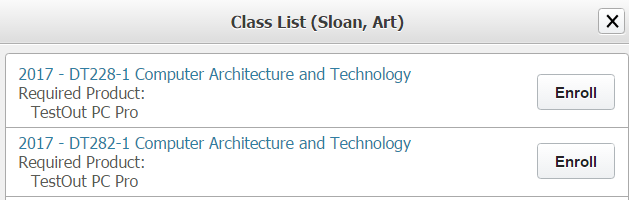 Class List (Sloan, Art)
X
2017 - DT228-1 Computer Architecture and Technology
Required Product:
TestOut PC Pro
Enroll
2017 - DT282-1 Computer Architecture and Technology
Required Product:
TestOut PC Pro
Enroll